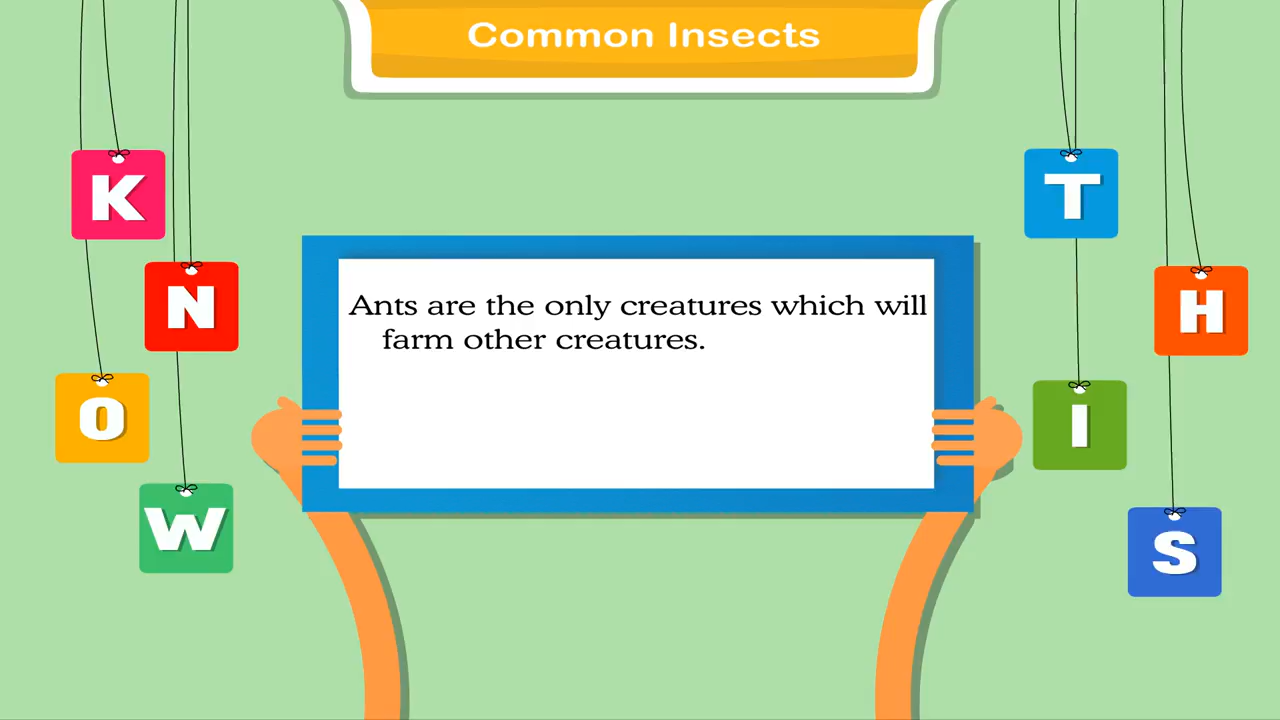 Common Insects
K
N
O
W
T
H
I
S
Ants are the only creatures which will
farm other creatures.